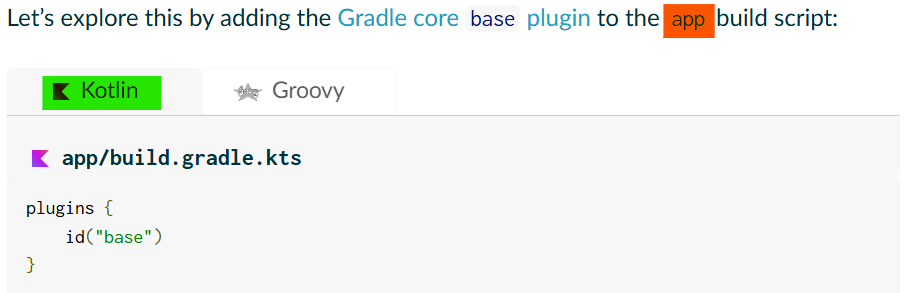 Let’s explore this by adding the Gradle core base plugin to the app build script:
Kotlin Groovy
app/build.gradle.kts
plugins {
    id("base")
}